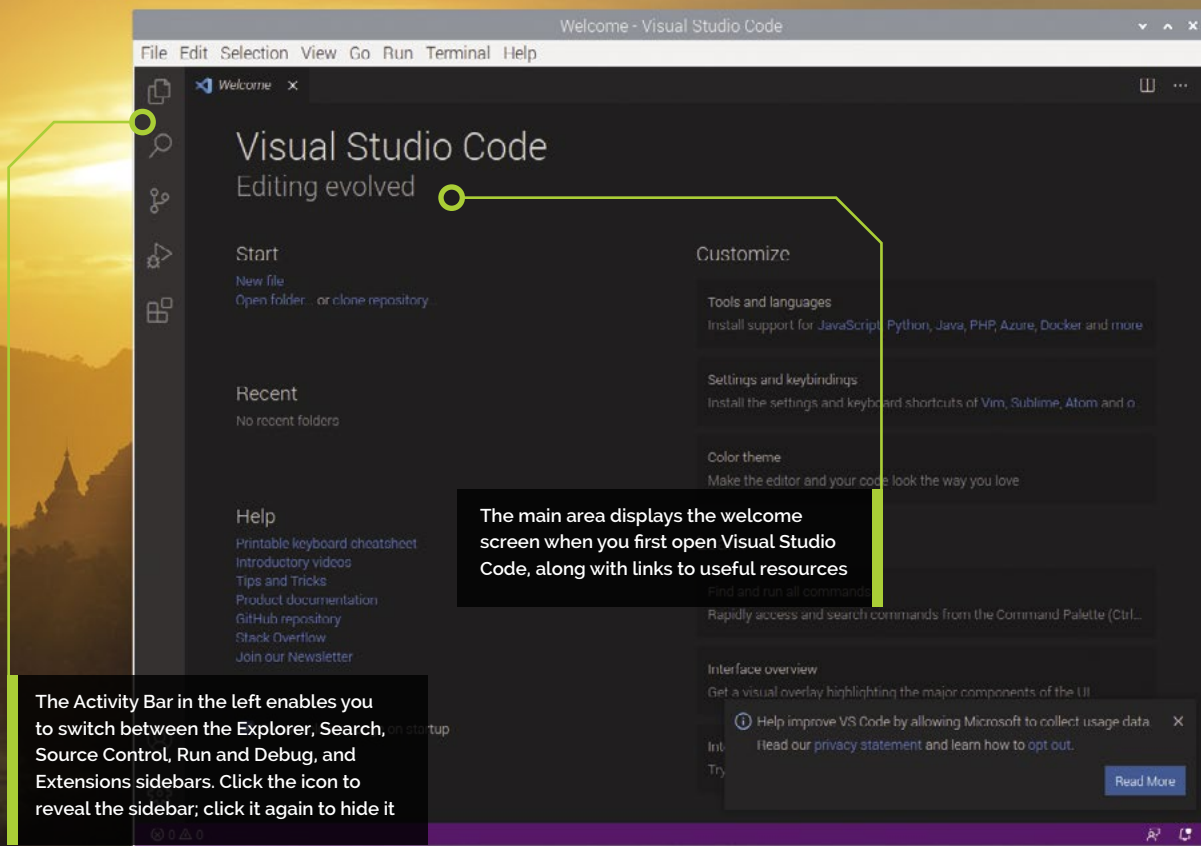 Welcome - Visual Studio Code
File Edit Selection View Go Run Terminal Help
Welcome
Visual Studio Code
Editing evolved
Start
New file
Open folder... or clone repository...
Recent
No recent folders
Help
Printable keyboard cheatsheet
Introductory videos
Tips and Tricks
Product documentation
GitHub repository
Stack Overflow
Join our Newsletter
on startup
Customize
Tools and languages
Install support for JavaScript, Python, Java, PHP, Azure, Docker and more
Settings and keybindings
Install the settings and keyboard shortcuts of Vim, Sublime, Atom and o...
Color theme
Make the editor and your code look the way you love
Find and run all commands
Rapidly access and search commands from the Command Palette (Ctrl...
Interface overview
Get a visual overlay highlighting the major components of the UI
Int
Try
The main area displays the welcome
screen when you first open Visual Studio
Code, along with links to useful resources
The Activity Bar in the left enables you
to switch between the Explorer, Search,
Source Control, Run and Debug, and
Extensions sidebars. Click the icon to
reveal the sidebar; click it again to hide it
Help improve VS Code by allowing Microsoft to collect usage data.
Read our privacy statement and learn how to opt out.
Read More
0 0